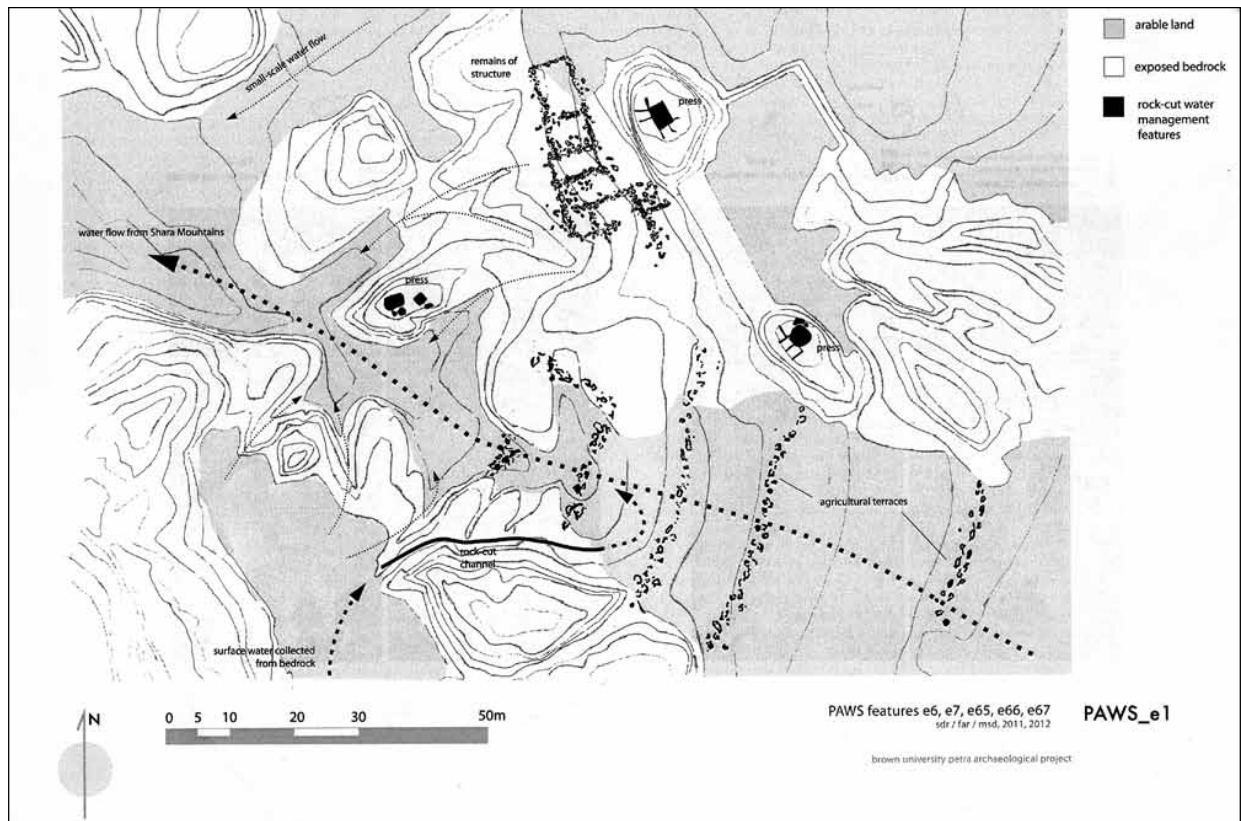 arable land
exposed bedrock
rock-cut water
management
features
small-scale water flow
remains of
structure
press
water flow from Shara Mountains
press
press
agricultural terraces
rock-cut
channel
surface water collected
from bedrock
N
0 5 10 20 30 50m
PAWS features e6, e7, e65, e66, e67
sdr / far / msd, 2011, 2012
PAWS_e1
brown university petra archaeological project